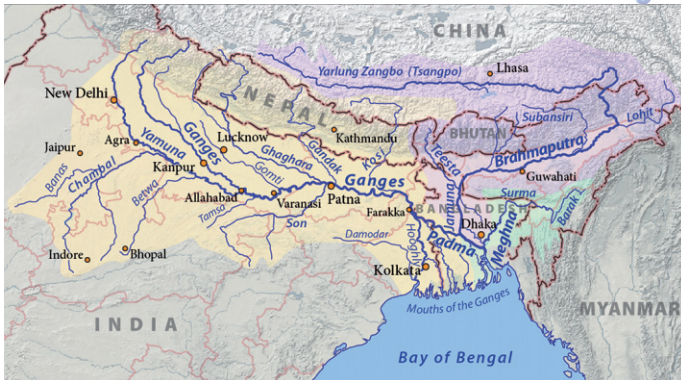 CHINA
Yarlung Zangbo (Tsangpo)
Lhasa
New Delhi
NEPAL
Subansiri
Lohit
BHUTAN
Agra
Yamuna
Ganges
Lucknow
Kathmandu
Jaipur
Ghaghara
Gandak
Kosi
Teesta
Brahmaputra
Banas
Chambal
Kanpur
Gomti
Ganges
Guwahati
Betwa
Allahabad
Varanasi
Patna
Surma
Tamsa
Farakka
BANGLADESH
Jamuna
Barak
Son
Dhaka
Meghna
Damodar
Hooghly
Padma
Indore
Bhopal
Kolkata
Mouths of the Ganges
INDIA
MYANMAR
Bay of Bengal